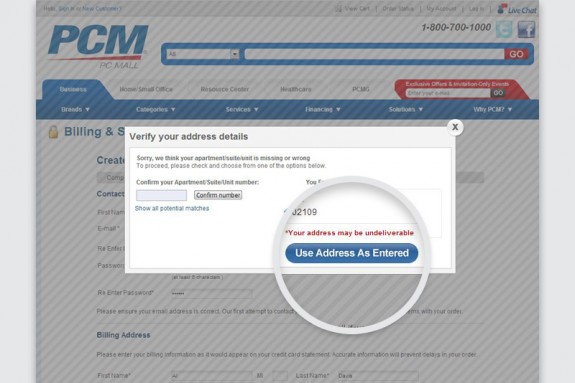 Hello. Sign in or New Customer?
View Cart | Order Status | My Account | Log In | Live Chat
1-800-700-1000
PCM
PC MALL
All
GO
Business
Home/Small Office
Resource Center
Healthcare
PCMG
Exclusive Offers & Invitation-Only Events
Enter your e-mail
GO
Brands ▼
Categories ▼
Services ▼
Financing ▼
Solutions ▼
Why PCM? ▼
Billing & S
Verify your address details
X
Sorry, we think your apartment/suite/unit is missing or wrong
To proceed, please check and choose from one of the options below.
Confirm your Apartment/Suite/Unit number:
Confirm number
Show all potential matches
02109
*Your address may be undeliverable
Use Address As Entered
Create
Contact
First Name
E-mail *
Re Enter
Password
at least 5 characters
Re Enter Password*
Please ensure your email address is correct. Our first attempt to contact
with your order.
Billing Address
Please enter your billing information as it would appear on your credit card statement. Accurate information will prevent delays in your order.
First Name*
MI
Last Name*